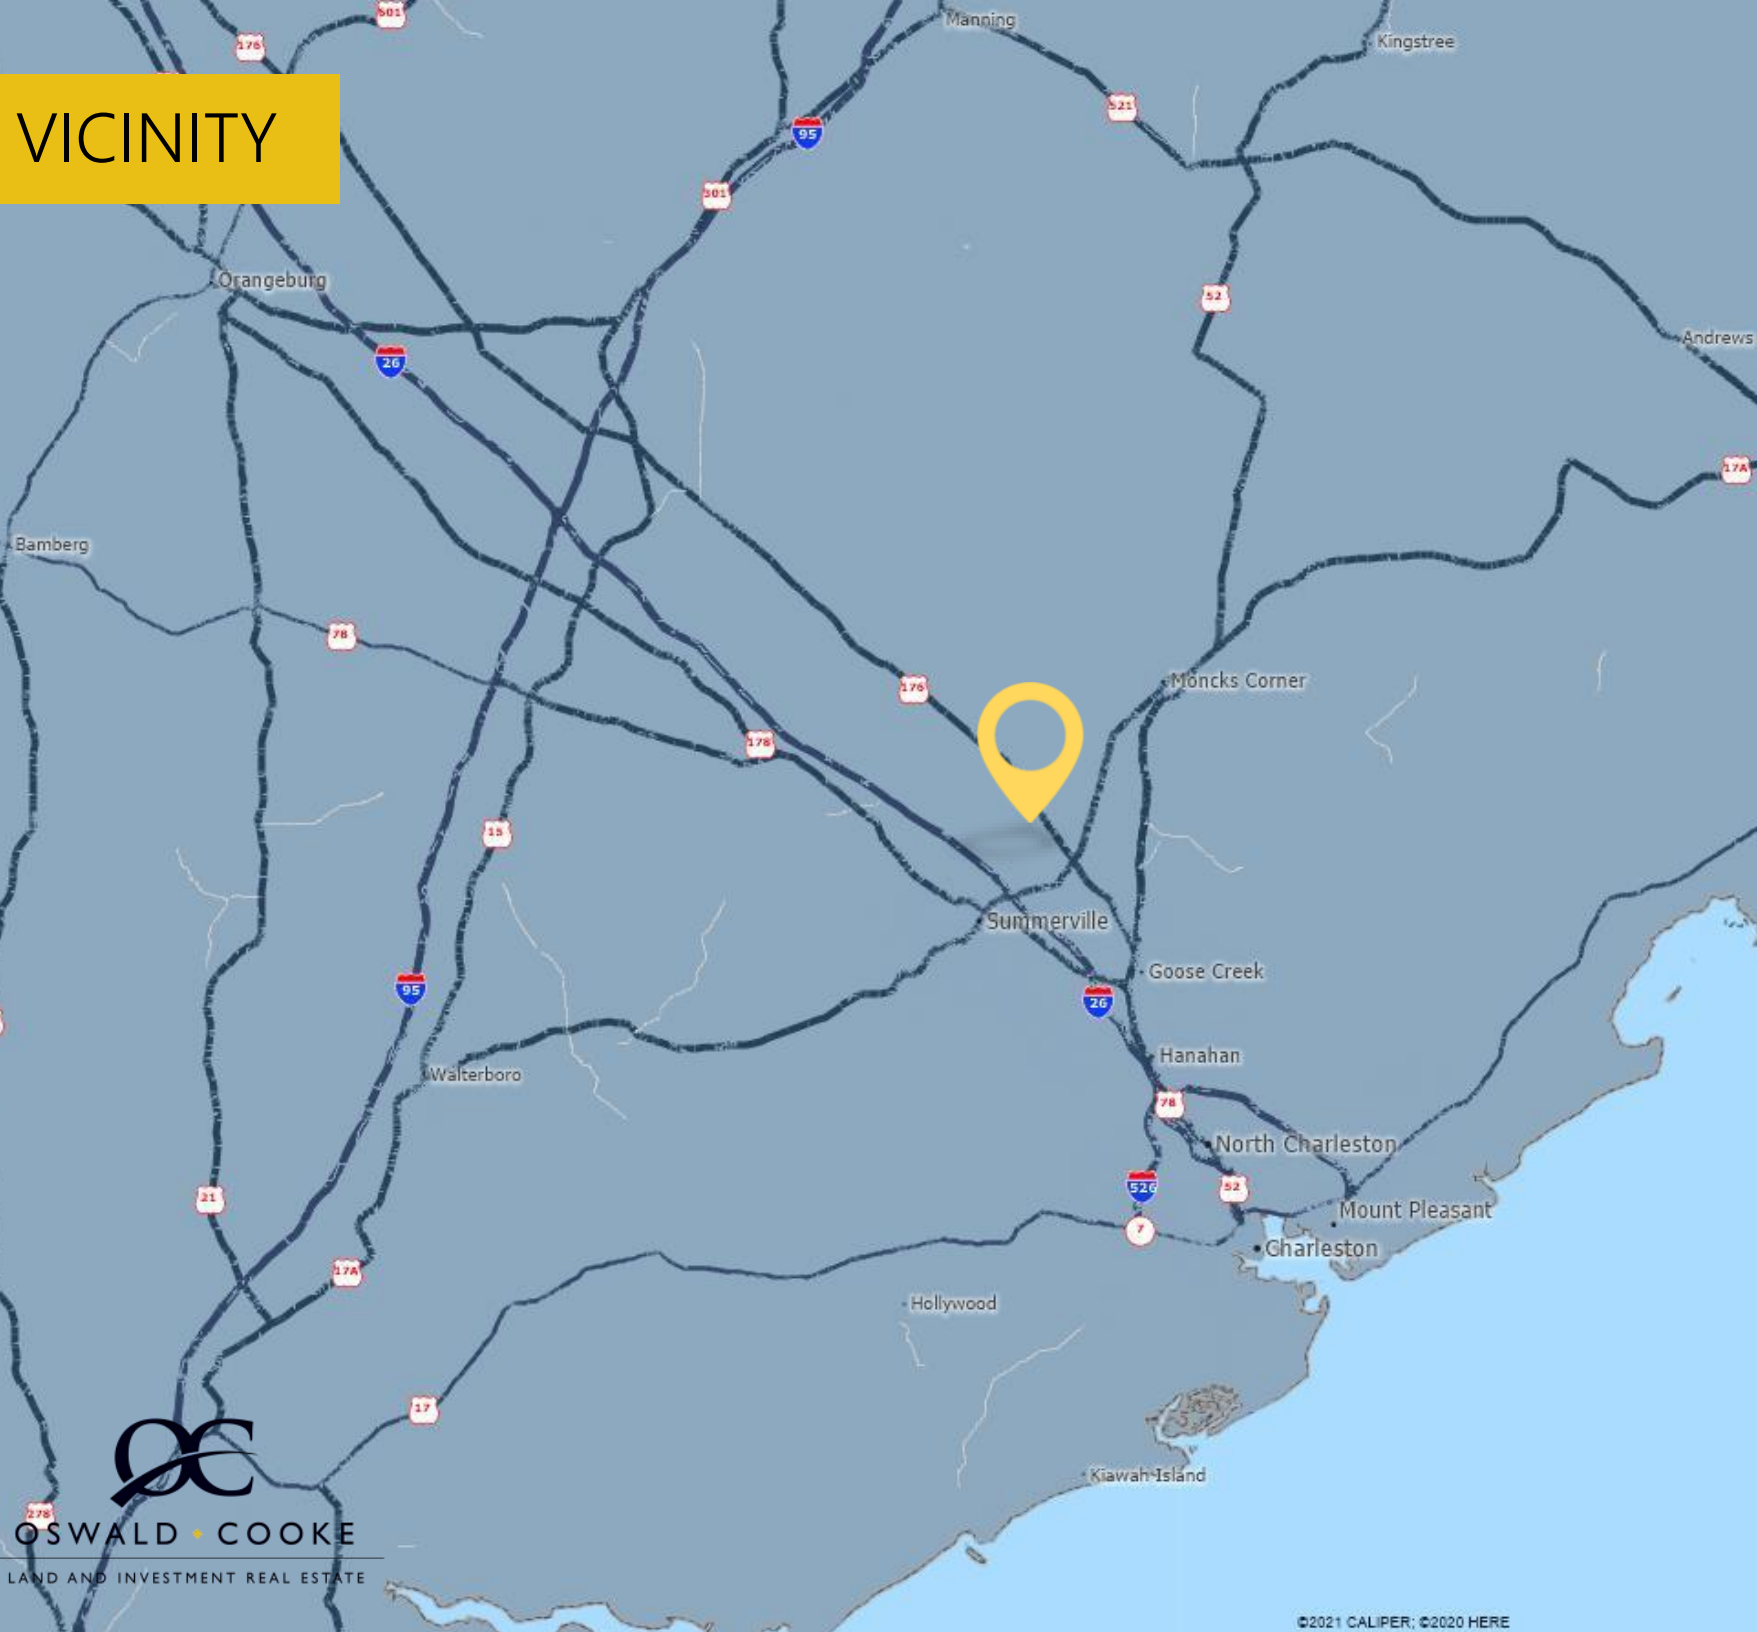 501
Manning
176
Kingstree
VICINITY
521
95
301
Orangeburg
52
Andrews
26
17A
Bamberg
78
176
Moncks Corner
178
15
Summerville
Goose Creek
95
26
Hanahan
Walterboro
78
North Charleston
526
52
21
Mount Pleasant
7
Charleston
17A
Hollywood
17
Kiawah Island
278
OC
OSWALD • COOKE
LAND AND INVESTMENT REAL ESTATE
©2021 CALIPER; ©2020 HERE